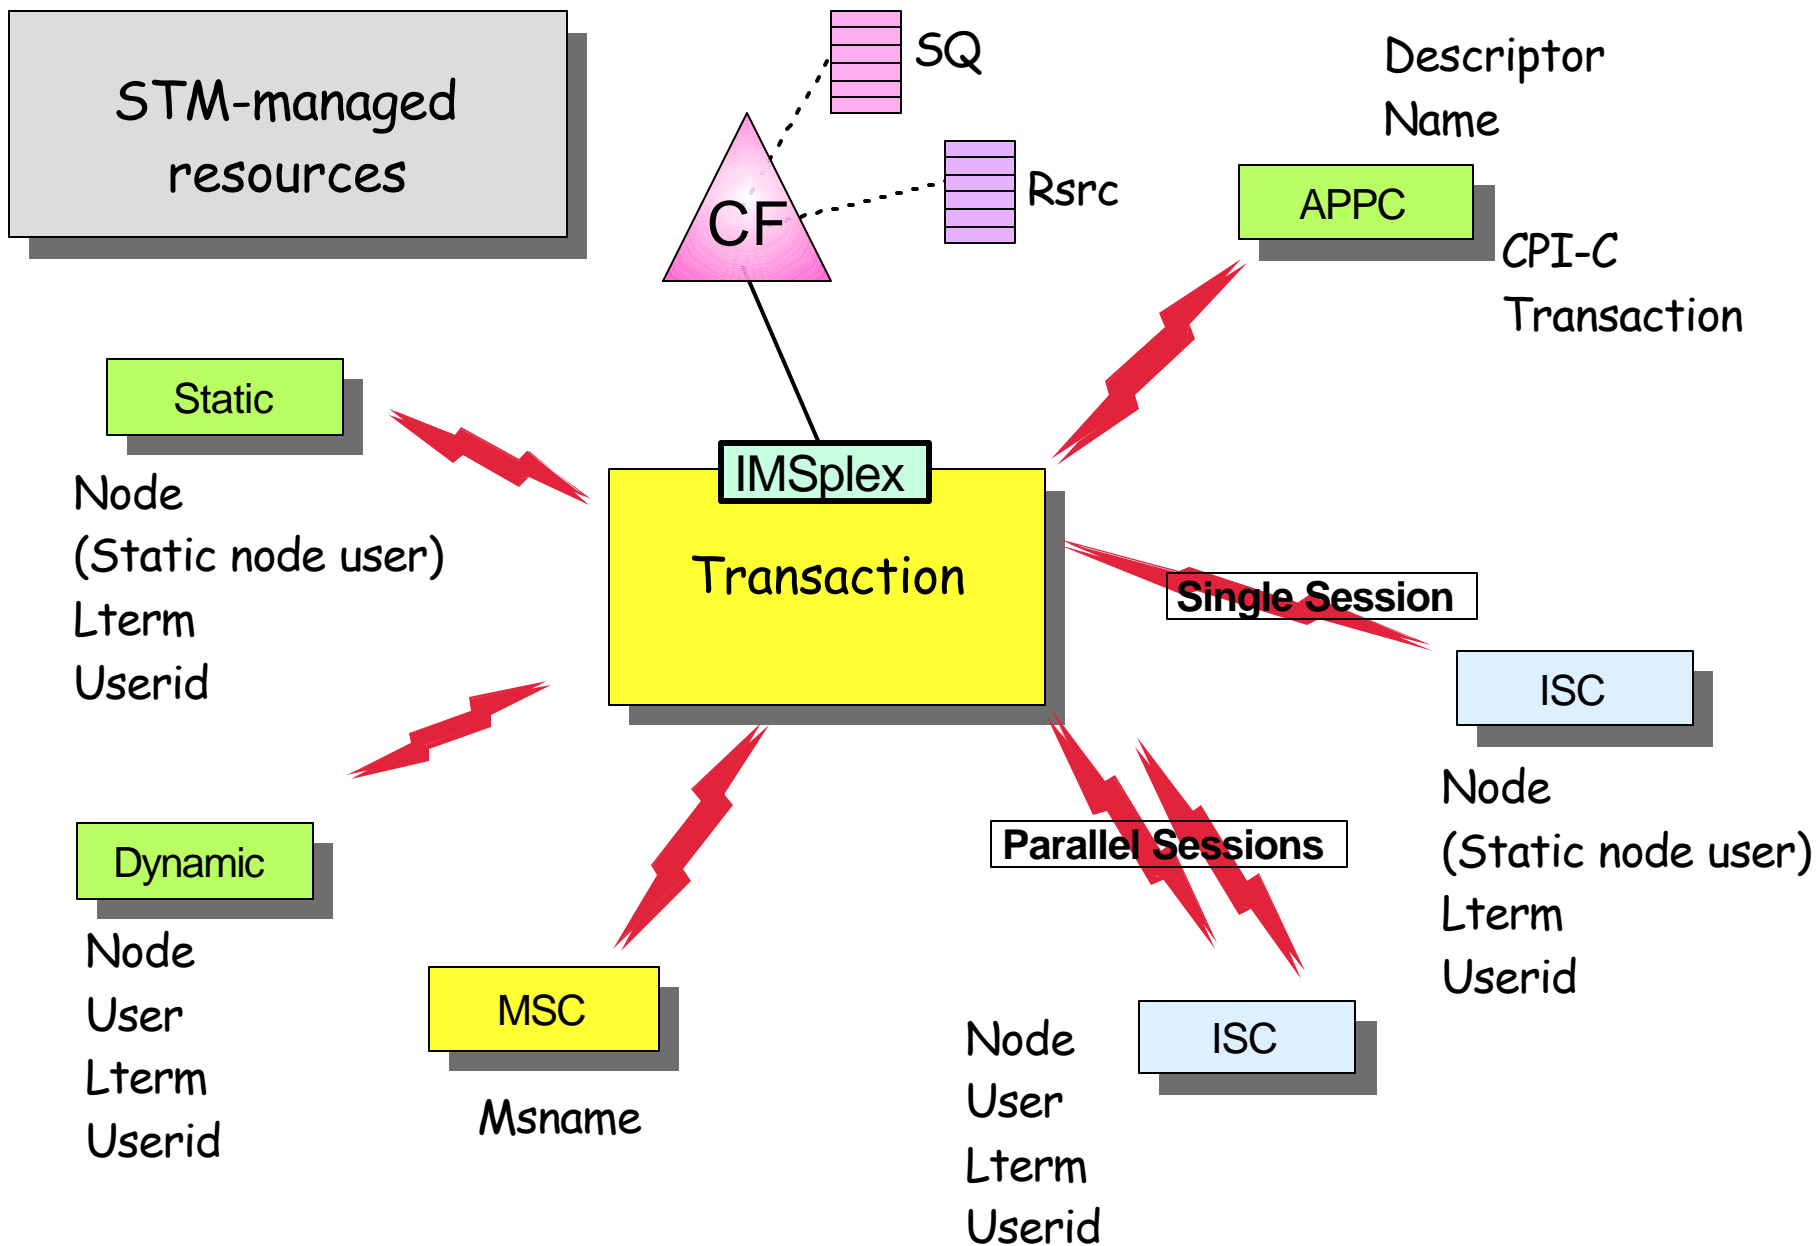 STM-managed
resources
SQ
Rsrc
CF
Descriptor
Name
APPC
CPI-C
Transaction
Static
Node
(Static node user)
Lterm
Userid
IMSplex
Transaction
Single Session
ISC
Node
(Static node user)
Lterm
Userid
Parallel Sessions
Dynamic
Node
User
Lterm
Userid
MSC
Msname
ISC
Node
User
Lterm
Userid